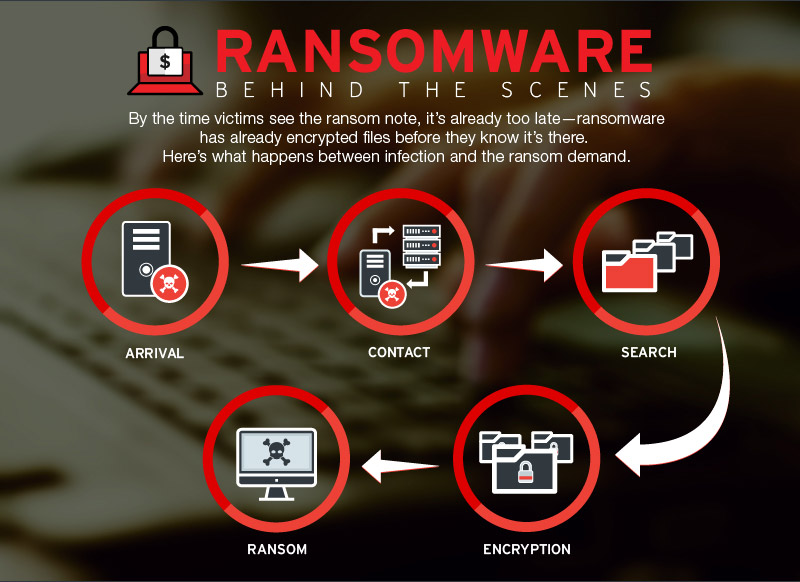 $
RANSOMWARE
BEHIND THE SCENES
By the time victims see the ransom note, it's already too late—ransomware
has already encrypted files before they know it's there.
Here's what happens between infection and the ransom demand.
ARRIVAL
CONTACT
SEARCH
RANSOM
ENCRYPTION